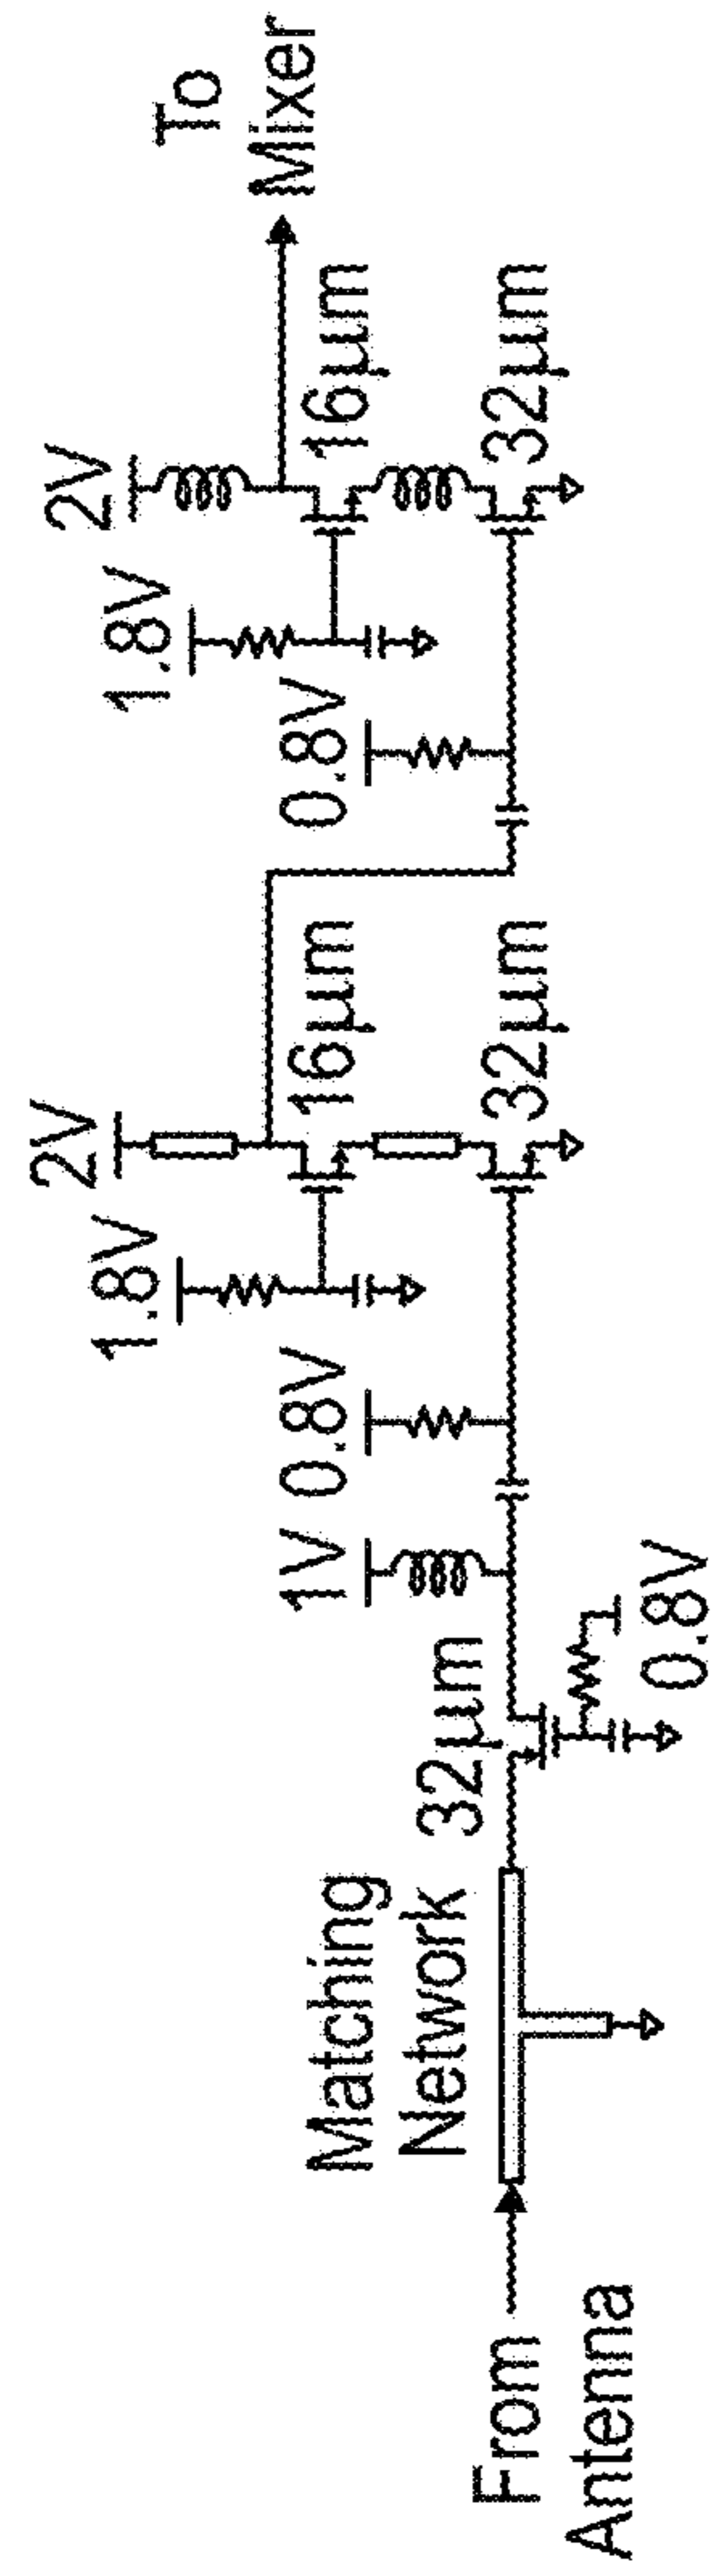 From
Antenna
Matching
Network
32µm
0.8V
1V
0.8V
1.8V
2V
16µm
32µm
0.8V
1.8V
2V
16µm
32µm
To
Mixer